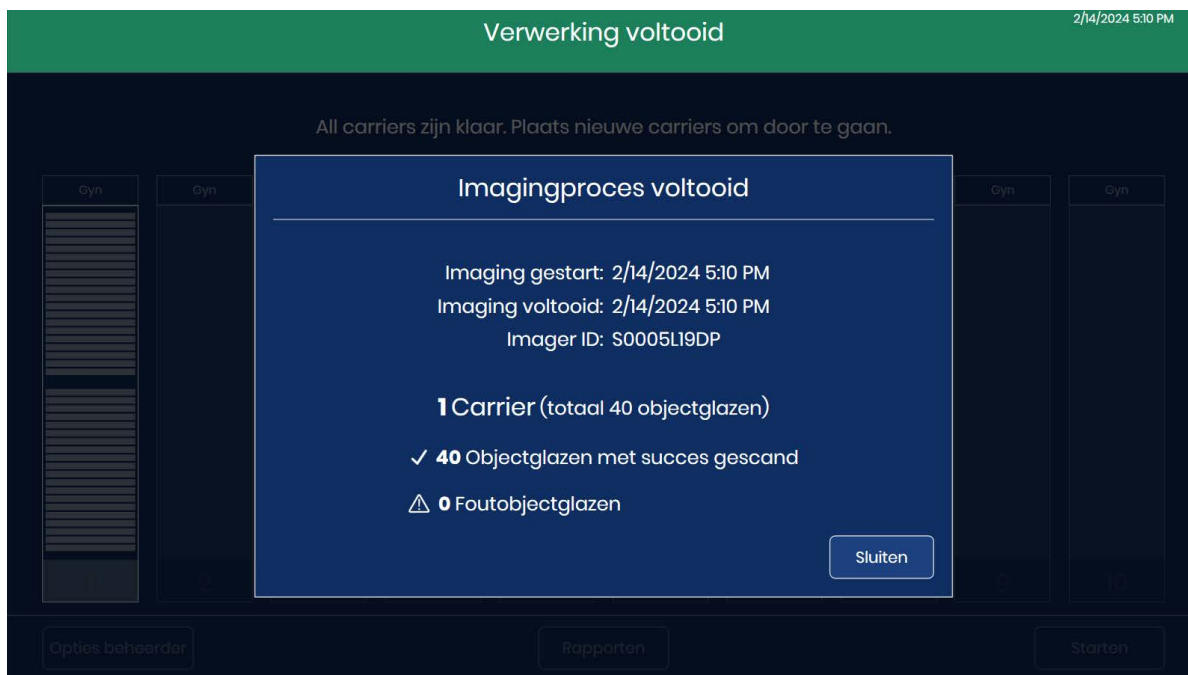 Verwerking voltooid
2/14/2024 5:10 PM
All carriers zijn klaar. Plaats nieuwe carriers om door te gaan.
Gyn
Gyn
Gyn
Gyn
Imagingproces voltooid
Imaging gestart: 2/14/2024 5:10 PM
Imaging voltooid: 2/14/2024 5:10 PM
Imager ID: S0005L19DP
1 Carrier (totaal 40 objectglazen)
✓ 40 Objectglazen met succes gescand
⚠ 0 Foutobjectglazen
Sluiten
2
9
10
Opties beheerder
Rapporten
Starten